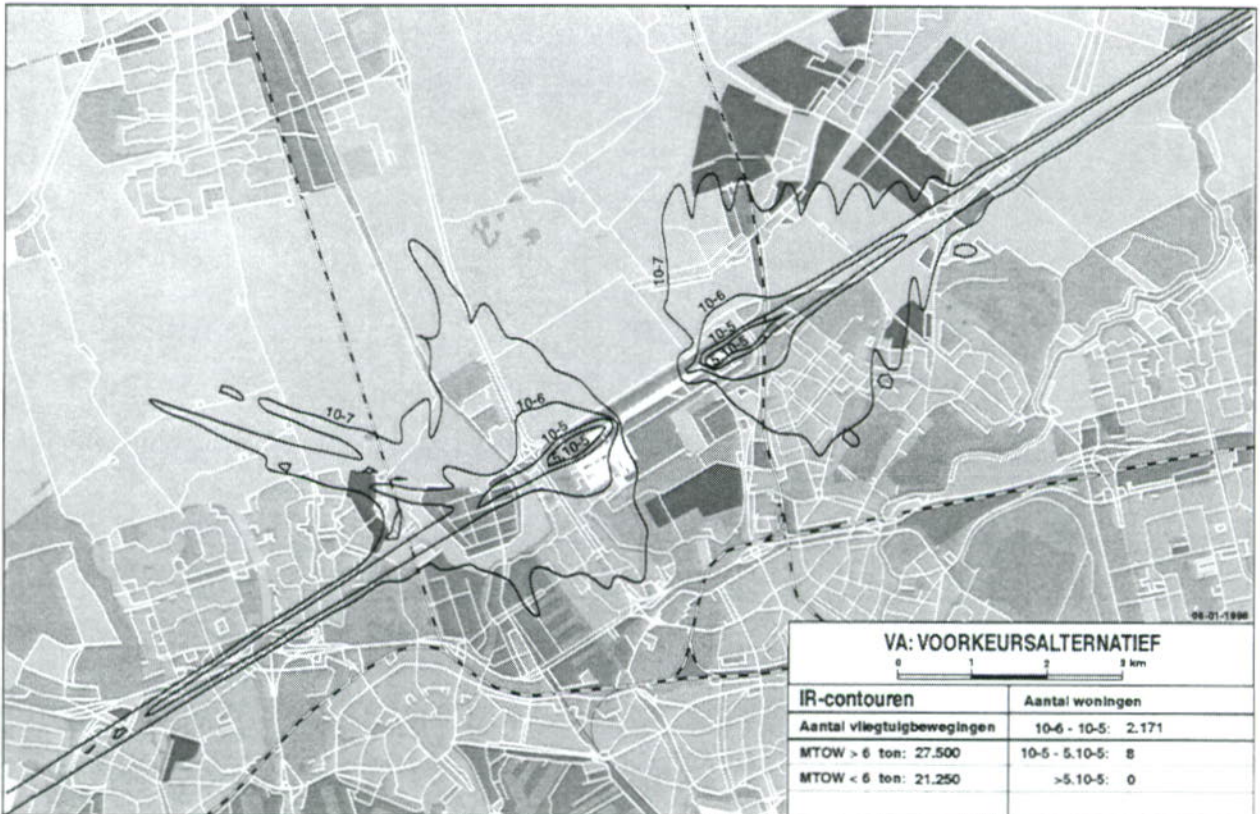 10-7
10-6
10-5
5.10-5
10-7
10-6
10-5
5.10-5
VA: VOORKEURSALTERNATIEF
0 1 2 3 km
IR-contouren Aantal woningen
Aantal vliegtuigbewegingen 10-6 - 10-5: 2.171
MTOW > 6 ton: 27.500 10-5 - 5.10-5: 8
MTOW < 6 ton: 21.250 >5.10-5: 0